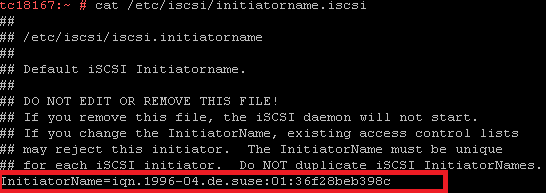 tc18167:~ # cat /etc/iscsi/initiatorname.iscsi
##
## /etc/iscsi/iscsi.initiatorname
##
## Default iSCSI Initiatorname.
##
## DO NOT EDIT OR REMOVE THIS FILE!
## If you remove this file, the iSCSI daemon will not start.
## If you change the InitiatorName, existing access control lists
## may reject this initiator.  The InitiatorName must be unique
## for each iSCSI initiator.  Do NOT duplicate iSCSI InitiatorNames.
InitiatorName=iqn.1996-04.de.suse:01:36f28beb398c